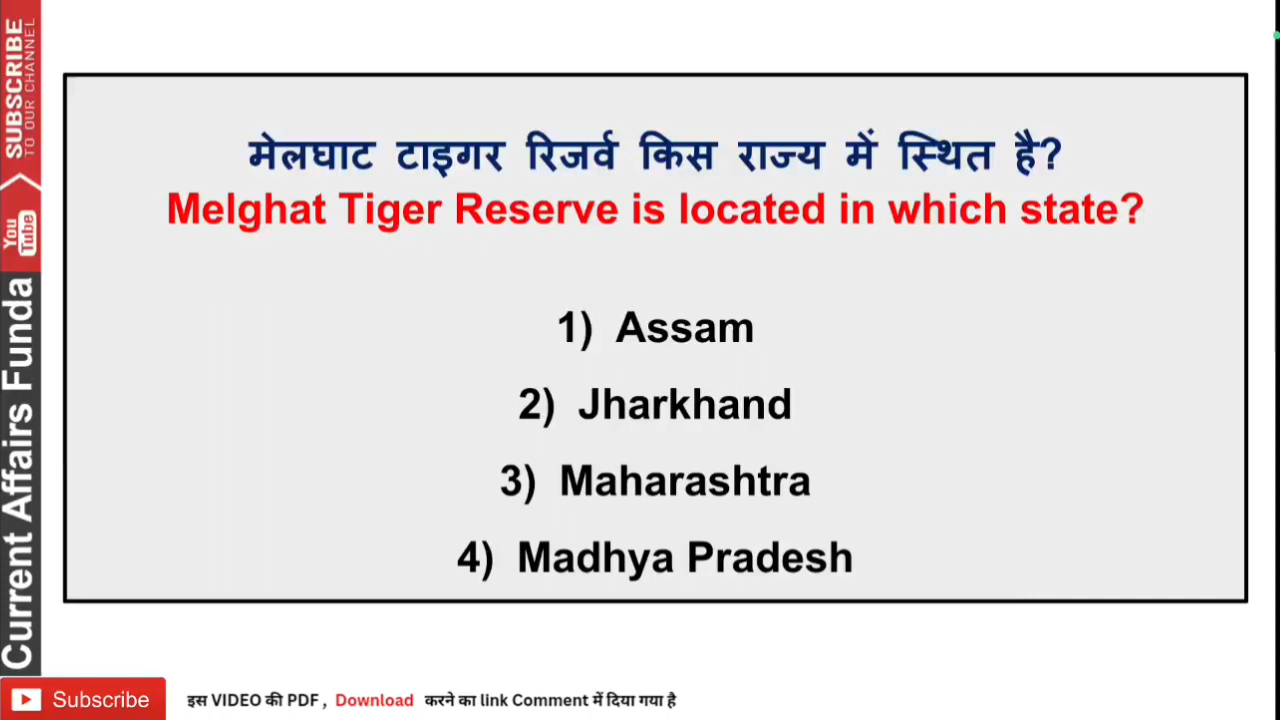 SUBSCRIBE
TO OUR CHANNEL
You
Tube
Current Affairs Funda
मेलघाट टाइगर रिजर्व किस राज्य में स्थित है?
Melghat Tiger Reserve is located in which state?
1) Assam
2) Jharkhand
3) Maharashtra
4) Madhya Pradesh
Subscribe
इस VIDEO की PDF , Download करने का link Comment में दिया गया है